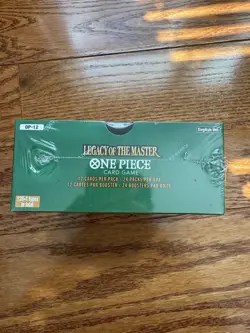 OP-12
English Ver.
LEGACY OF THE MASTER
ONE PIECE
CARD GAME
12 CARDS PER PACK · 24 PACKS PER BOX
12 CARTES PAR BOOSTER · 24 BOOSTERS PAR BOITE